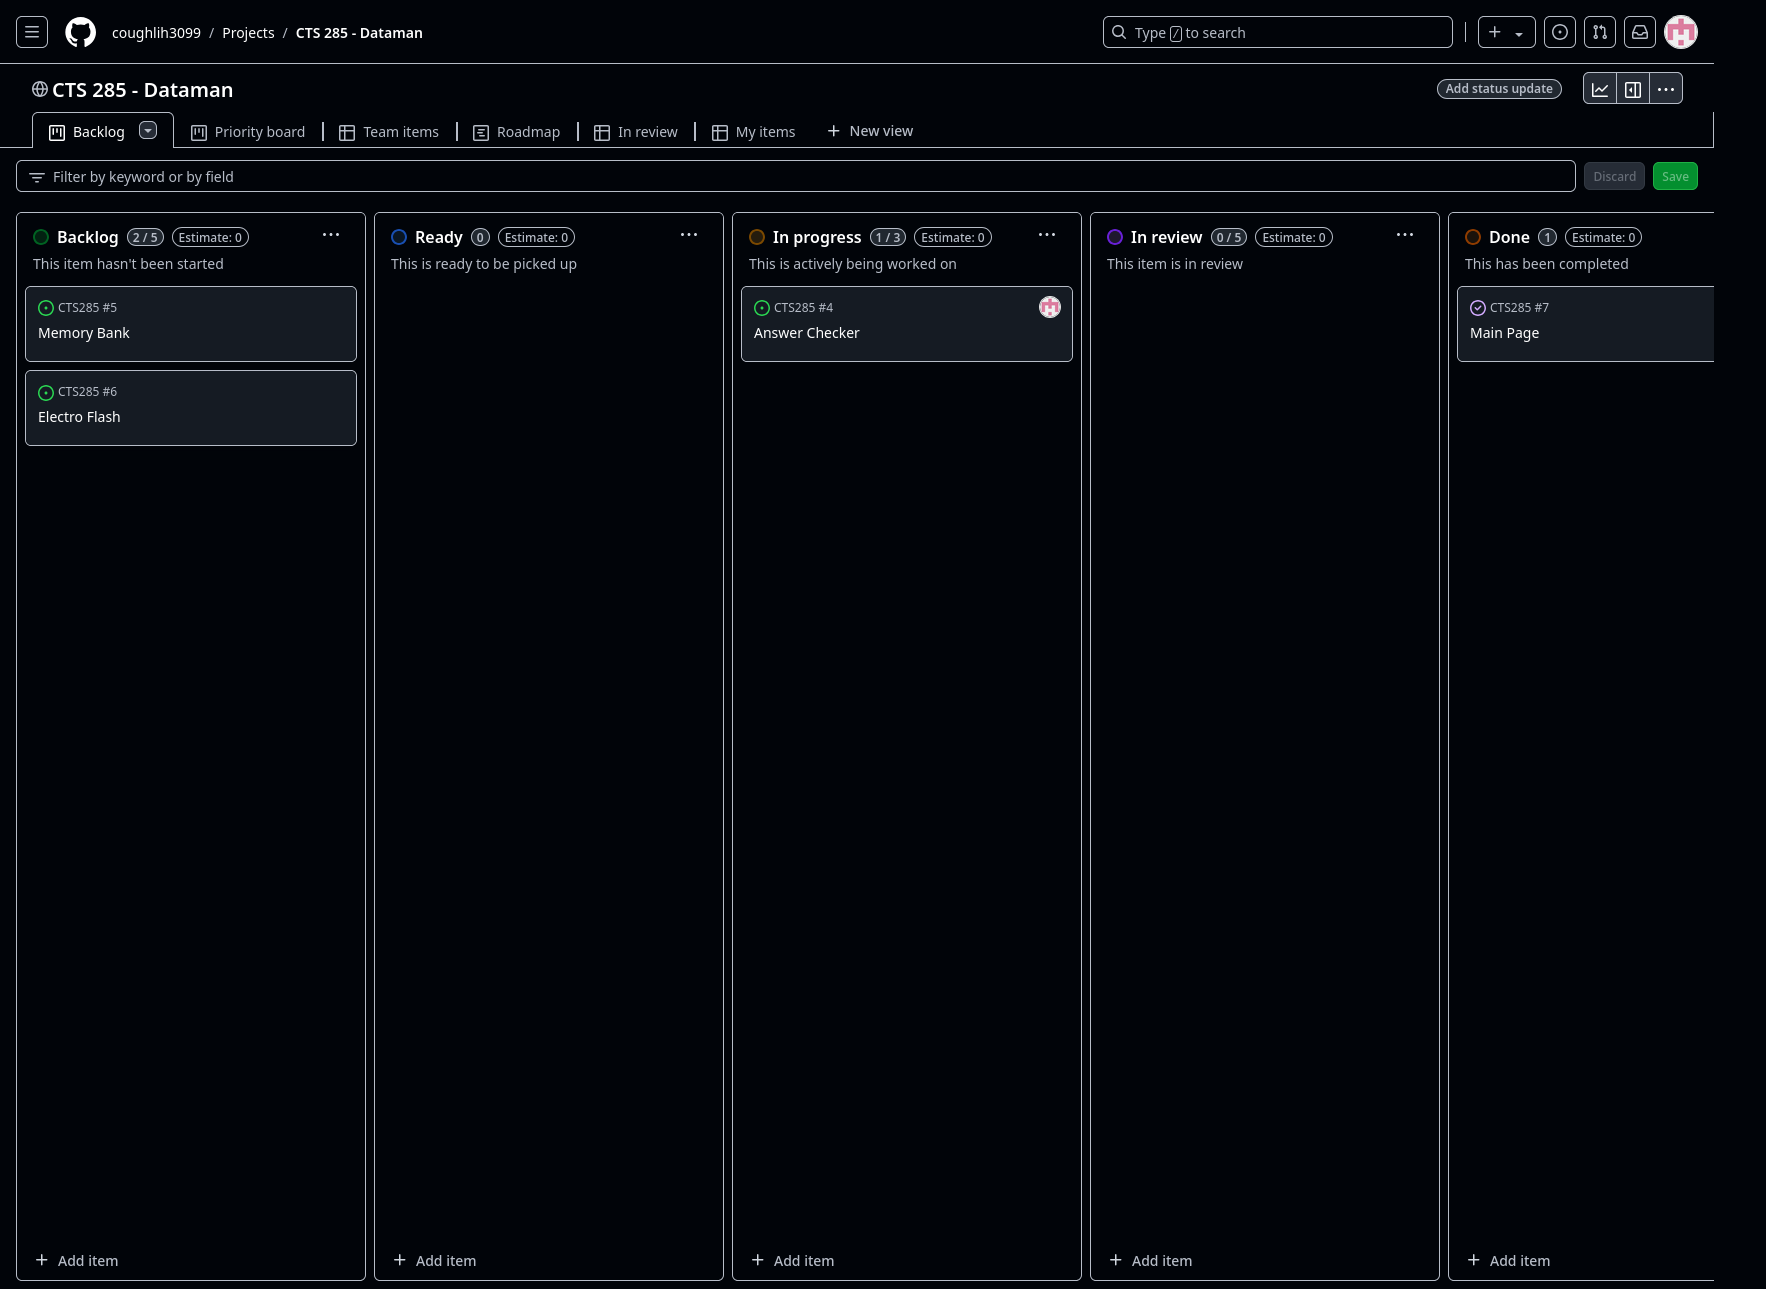 coughlih3099 / Projects / CTS 285 - Dataman
Type / to search
CTS 285 - Dataman
Add status update
Backlog
Priority board
Team items
Roadmap
In review
My items
New view
Filter by keyword or by field
Discard
Save
Backlog 2 / 5 Estimate: 0
This item hasn't been started
CTS285 #5
Memory Bank
CTS285 #6
Electro Flash
Add item
Ready 0 Estimate: 0
This is ready to be picked up
Add item
In progress 1 / 3 Estimate: 0
This is actively being worked on
CTS285 #4
Answer Checker
Add item
In review 0 / 5 Estimate: 0
This item is in review
Add item
Done 1 Estimate: 0
This has been completed
CTS285 #7
Main Page
Add item